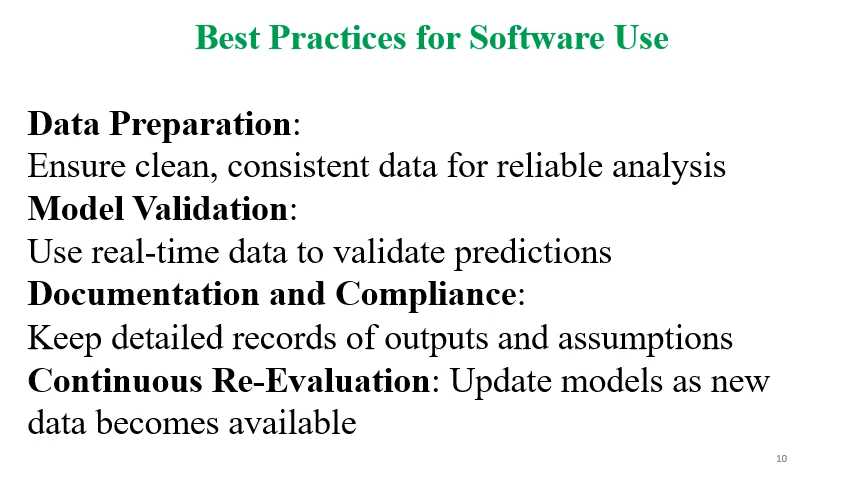 Best Practices for Software Use
Data Preparation:
Ensure clean, consistent data for reliable analysis
Model Validation:
Use real-time data to validate predictions
Documentation and Compliance:
Keep detailed records of outputs and assumptions
Continuous Re-Evaluation: Update models as new
data becomes available
10